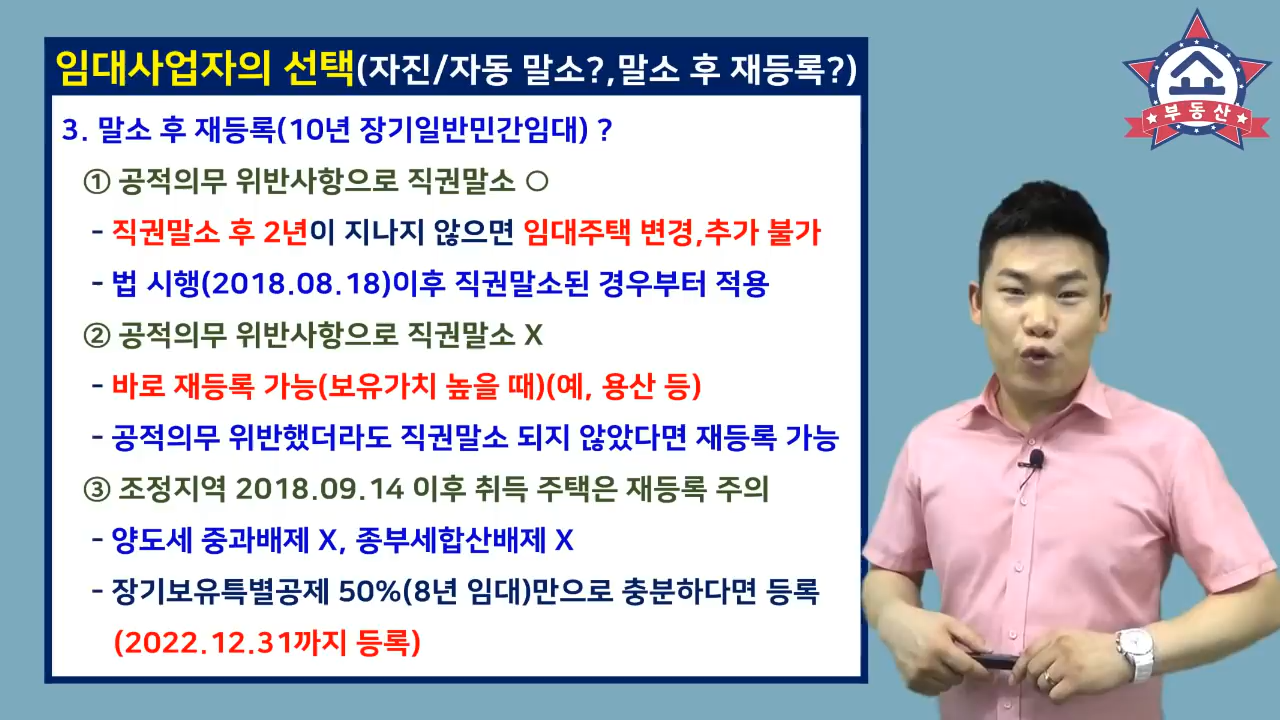 임대사업자의 선택(자진/자동 말소?,말소 후 재등록?)
부동산
3. 말소 후 재등록(10년 장기일반민간임대) ?
① 공적의무 위반사항으로 직권말소 ○
- 직권말소 후 2년이 지나지 않으면 임대주택 변경,추가 불가
- 법 시행(2018.08.18)이후 직권말소된 경우부터 적용
② 공적의무 위반사항으로 직권말소 X
- 바로 재등록 가능(보유가치 높을 때)(예, 용산 등)
- 공적의무 위반했더라도 직권말소 되지 않았다면 재등록 가능
③ 조정지역 2018.09.14 이후 취득 주택은 재등록 주의
- 양도세 중과배제 X, 종부세합산배제 X
- 장기보유특별공제 50%(8년 임대)만으로 충분하다면 등록
(2022.12.31까지 등록)